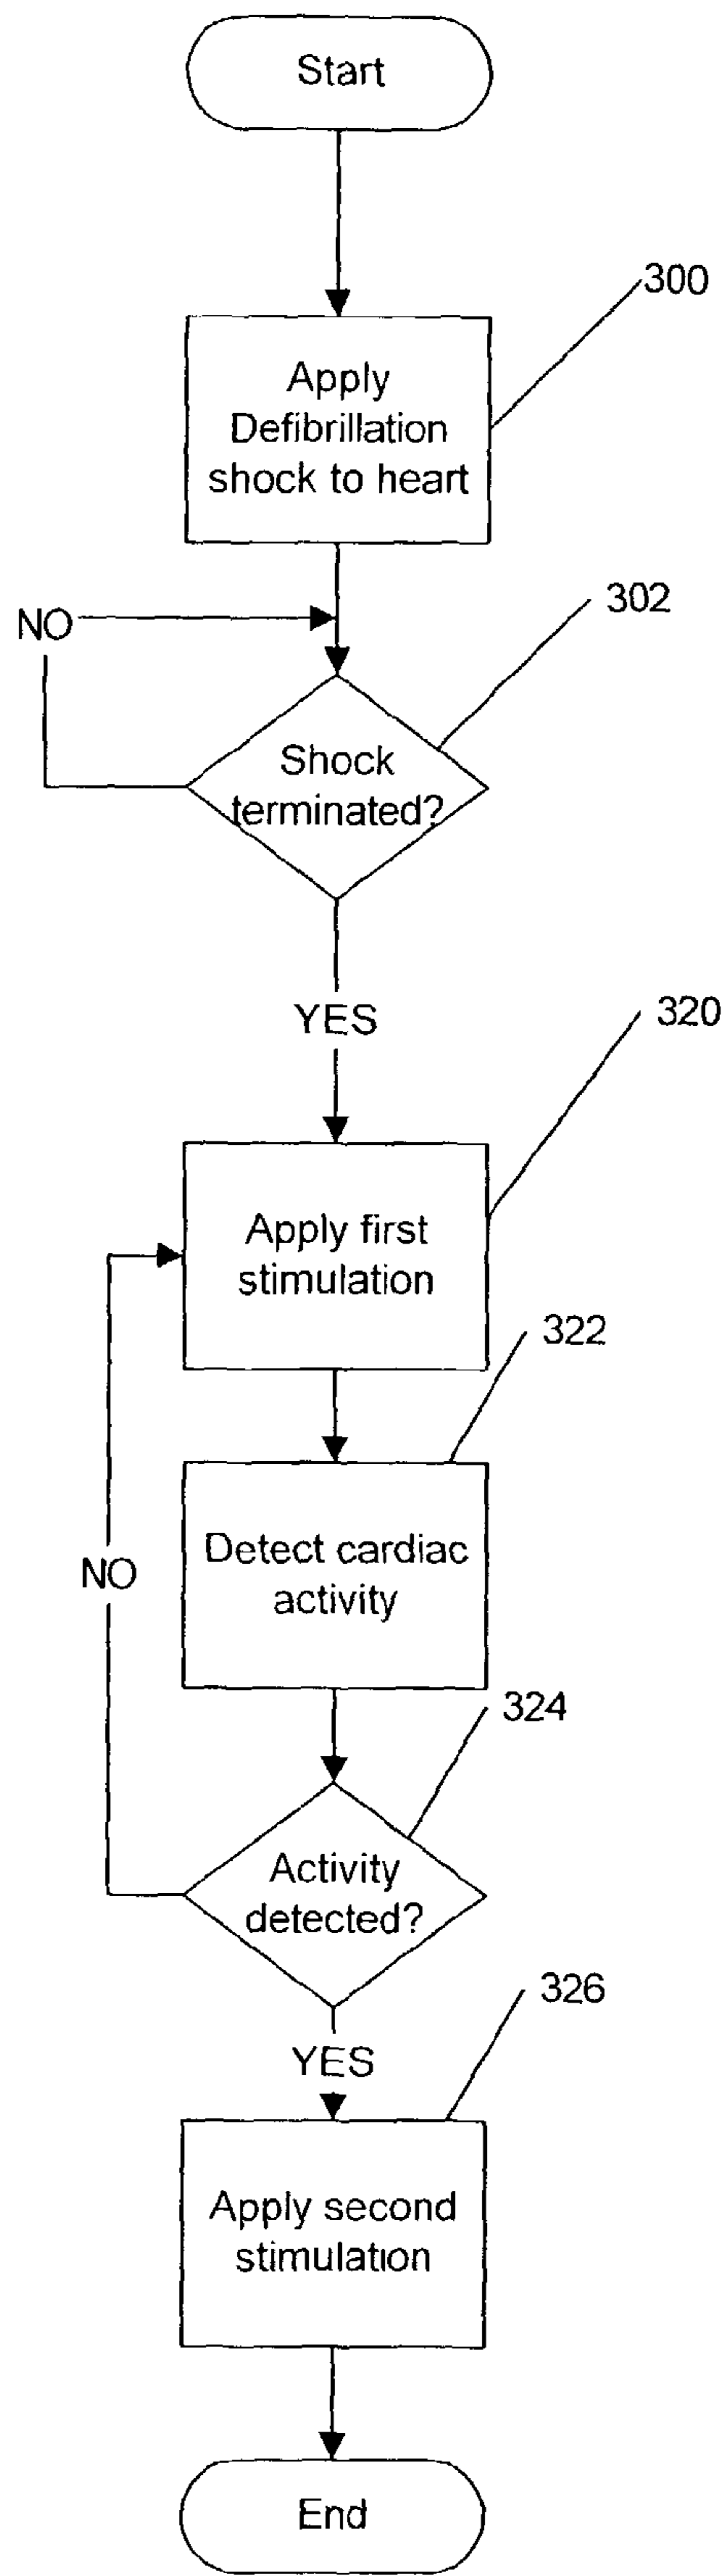 Start
300
Apply
Defibrillation
shock to heart
NO
302
Shock
terminated?
YES
320
Apply first
stimulation
322
Detect cardiac
activity
NO
324
Activity
detected?
326
YES
Apply second
stimulation
End